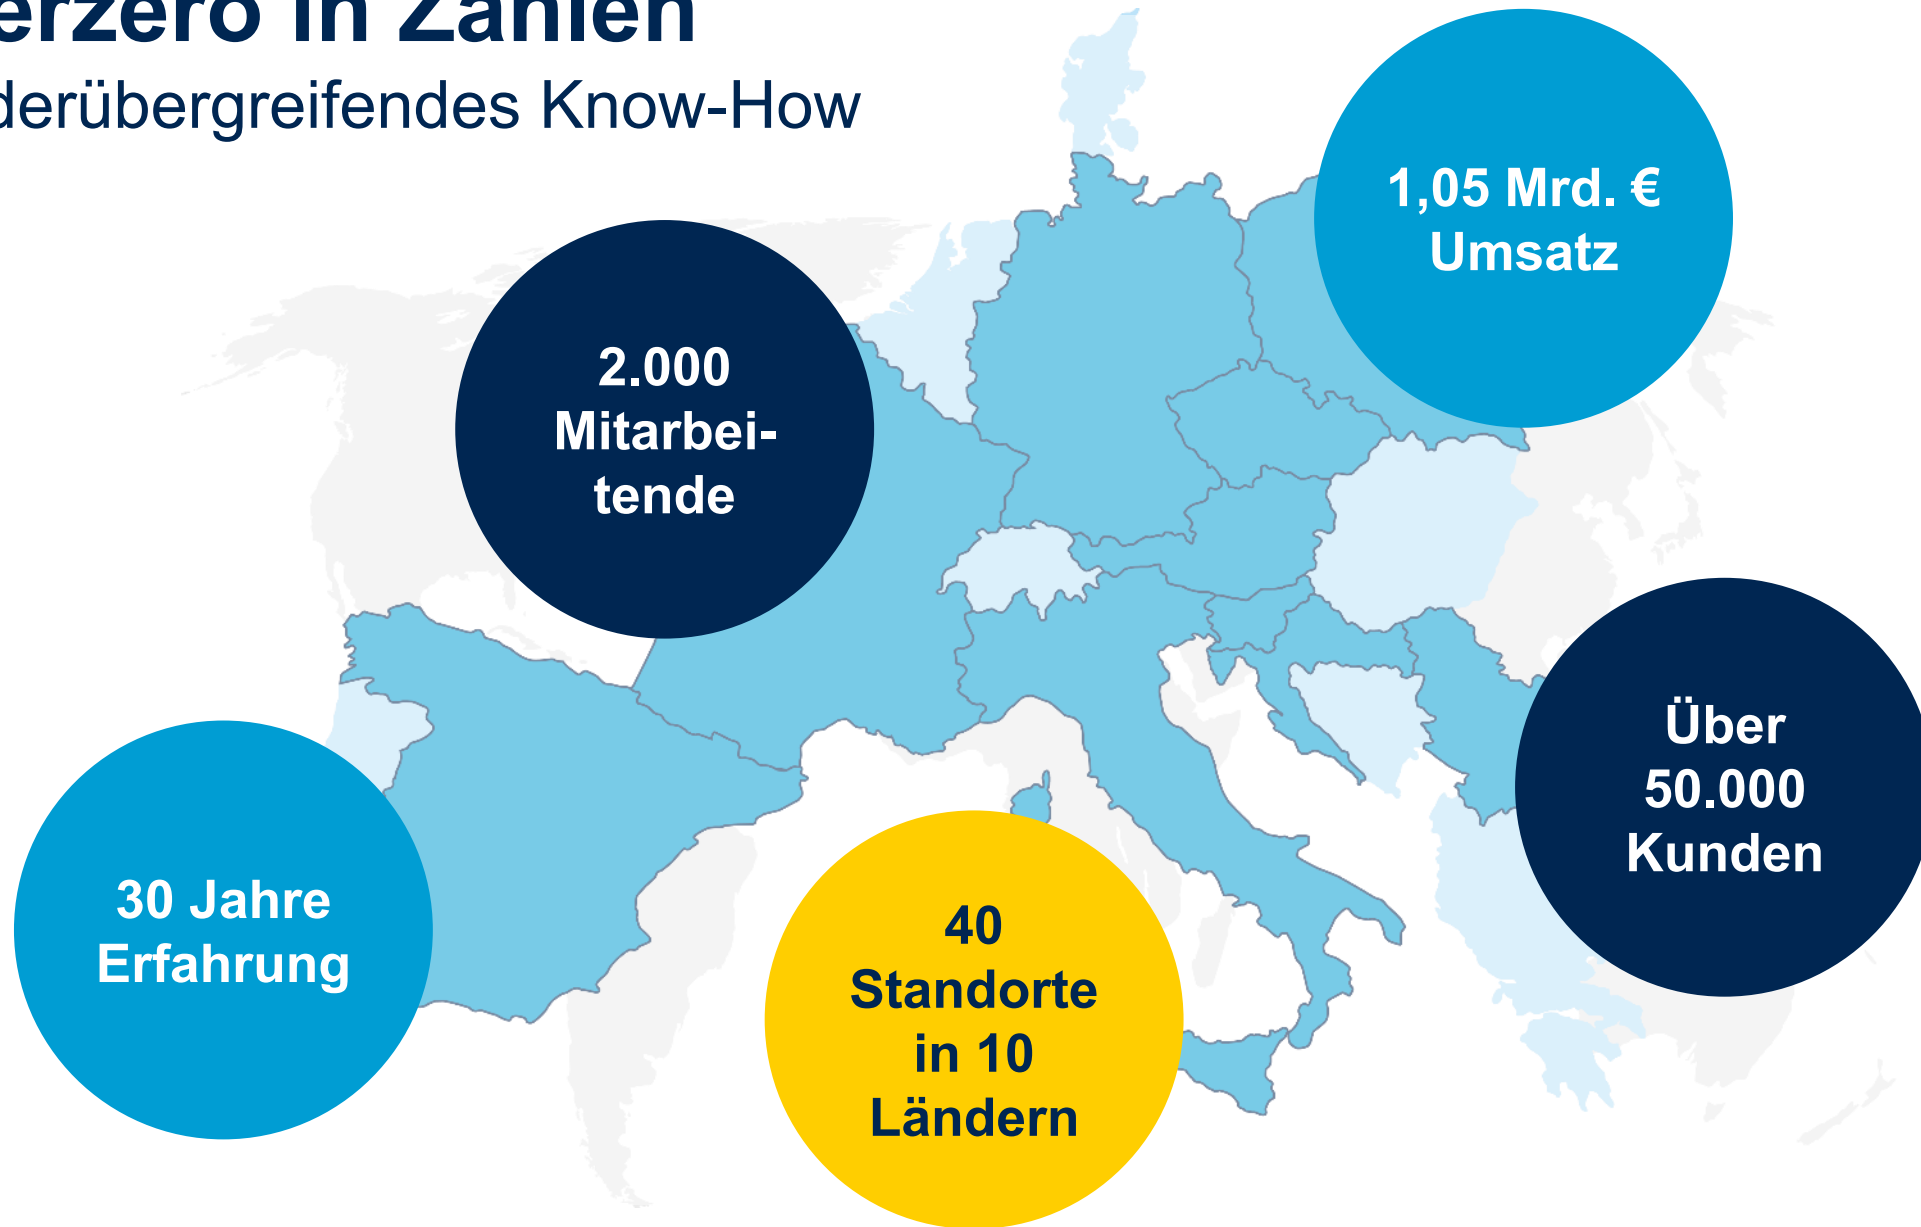 erzero in Zahlen
derübergreifendes Know-How
1,05 Mrd. €
Umsatz
2.000
Mitarbei-
tende
Über
50.000
Kunden
30 Jahre
Erfahrung
40
Standorte
in 10
Ländern